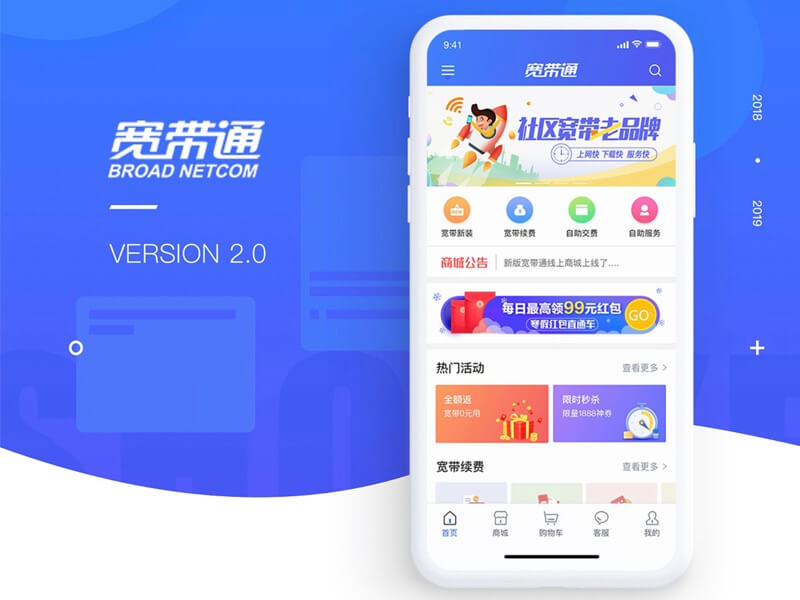 宽带通
BROAD NETCOM
VERSION 2.0
2018
2019
9:41
宽带通
社区宽带老品牌
上网快 下载快 服务快
NEW
宽带新装
宽带续费
自助交费
自助服务
商城公告
新版宽带通线上商城上线了....
每日最高领99元红包
寒假红包直通车
GO
热门活动
查看更多
全额返
宽带0元用
限时秒杀
限量1888神券
宽带续费
查看更多
首页
商城
购物车
客服
我的